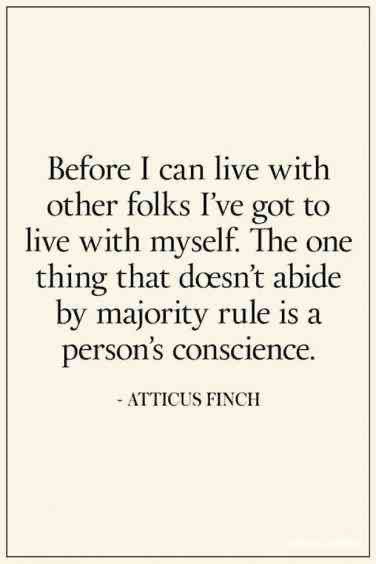 Before I can live with
other folks I've got to
live with myself. The one
thing that dœsn't abide
by majority rule is a
person's conscience.
- ATTICUS FINCH